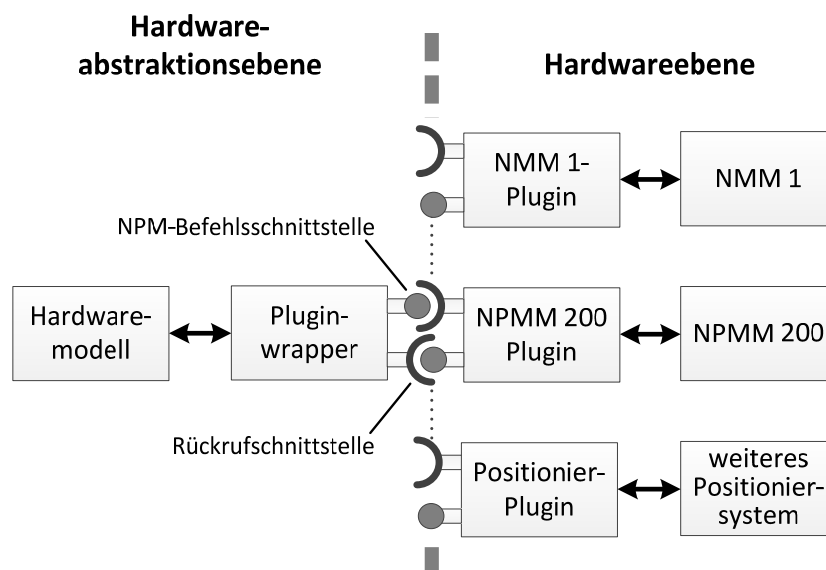 Hardware-
abstraktionsebene
Hardwareebene
NMM 1-
Plugin
NMM 1
NPM-Befehlsschnittstelle
Hardware-
modell
Plugin-
wrapper
NPMM 200
Plugin
NPMM 200
Rückrufschnittstelle
Positionier-
Plugin
weiteres
Positionier-
system